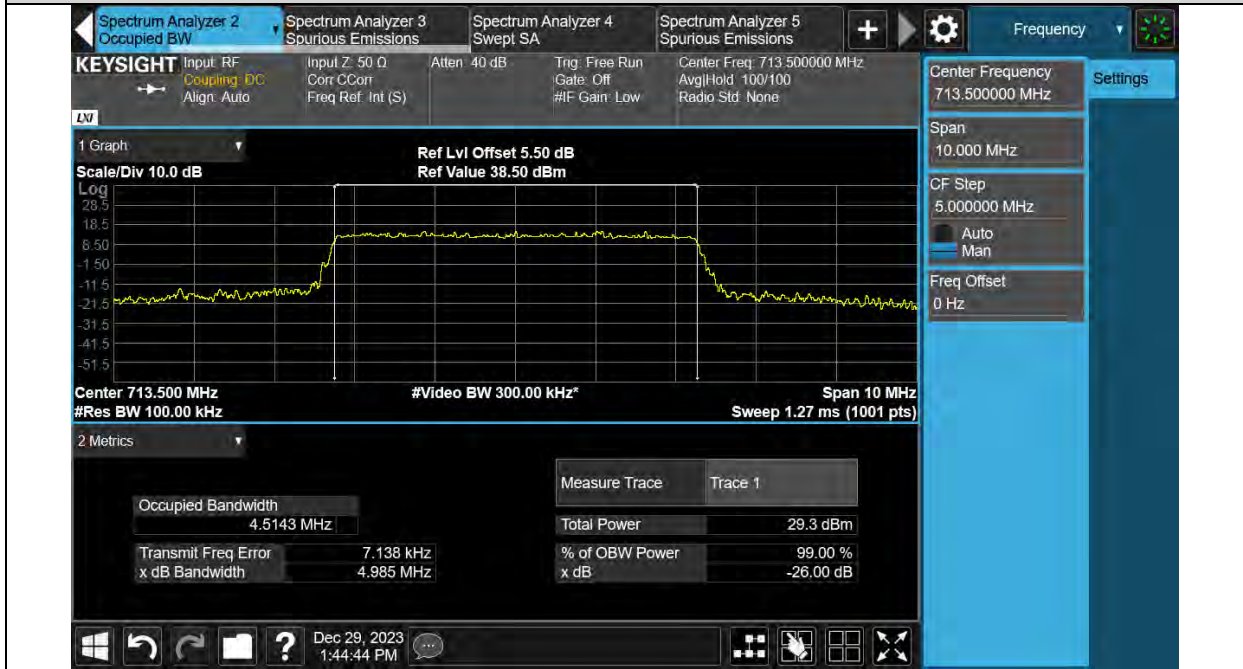 Spectrum Analyzer 2
Occupied BW
Spectrum Analyzer 3
Spurious Emissions
Spectrum Analyzer 4
Swept SA
Spectrum Analyzer 5
Spurious Emissions
+
Frequency
KEYSIGHT
Input: RF
Coupling: DC
Align: Auto
Input Z: 50 Ω
Corr CCorr
Freq Ref: Int (S)
Atten: 40 dB
Trig: Free Run
Gate: Off
#IF Gain: Low
Center Freq: 713.500000 MHz
Avg|Hold: 100/100
Radio Std: None
LXI
Center Frequency
713.500000 MHz
Settings
Span
10.000 MHz
CF Step
5.000000 MHz
Auto
Man
Freq Offset
0 Hz
1 Graph
Scale/Div 10.0 dB
Ref Lvl Offset 5.50 dB
Ref Value 38.50 dBm
Log
28.5
18.5
8.50
-1.50
-11.5
-21.5
-31.5
-41.5
-51.5
Center 713.500 MHz
#Video BW 300.00 kHz*
Span 10 MHz
#Res BW 100.00 kHz
Sweep 1.27 ms (1001 pts)
2 Metrics
Measure Trace Trace 1
Occupied Bandwidth
4.5143 MHz
Total Power 29.3 dBm
Transmit Freq Error 7.138 kHz
% of OBW Power 99.00 %
x dB Bandwidth 4.985 MHz
x dB -26.00 dB
?
Dec 29, 2023
1:44:44 PM